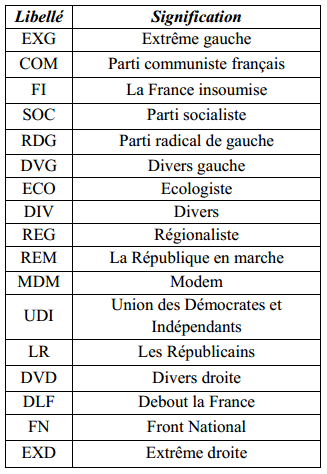 Libellé Signification
EXG Extrême gauche
COM Parti communiste français
FI La France insoumise
SOC Parti socialiste
RDG Parti radical de gauche
DVG Divers gauche
ECO Ecologiste
DIV Divers
REG Régionaliste
REM La République en marche
MDM Modem
UDI Union des Démocrates et
Indépendants
LR Les Républicains
DVD Divers droite
DLF Debout la France
FN Front National
EXD Extrême droite